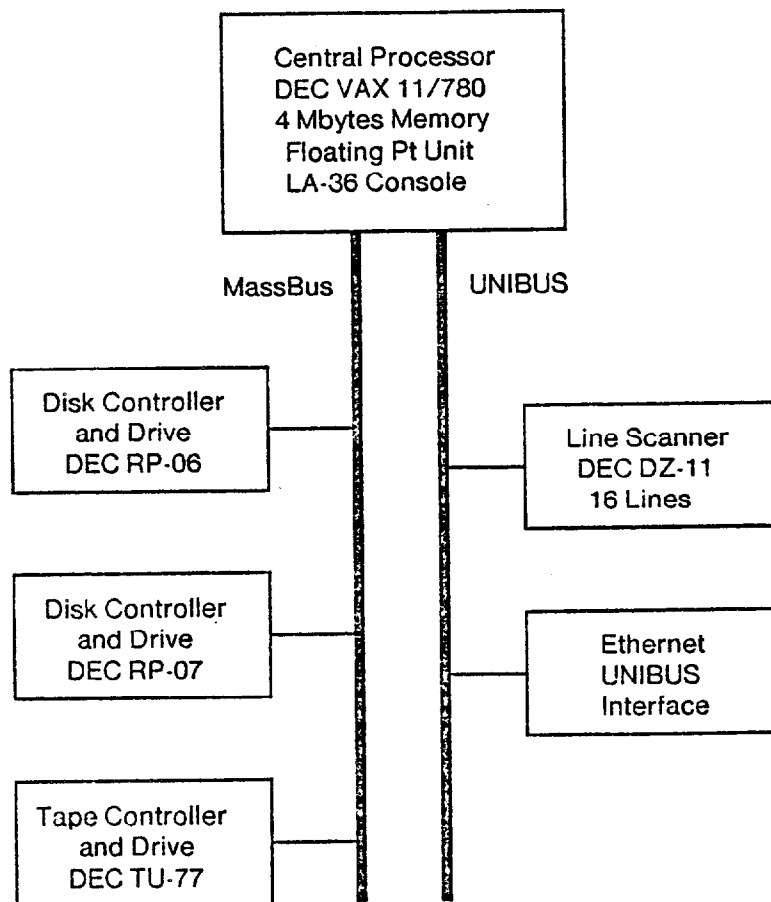 Central Processor
DEC VAX 11/780
4 Mbytes Memory
Floating Pt Unit
LA-36 Console
MassBus
UNIBUS
Disk Controller
and Drive
DEC RP-06
Line Scanner
DEC DZ-11
16 Lines
Disk Controller
and Drive
DEC RP-07
Ethernet
UNIBUS
Interface
Tape Controller
and Drive
DEC TU-77